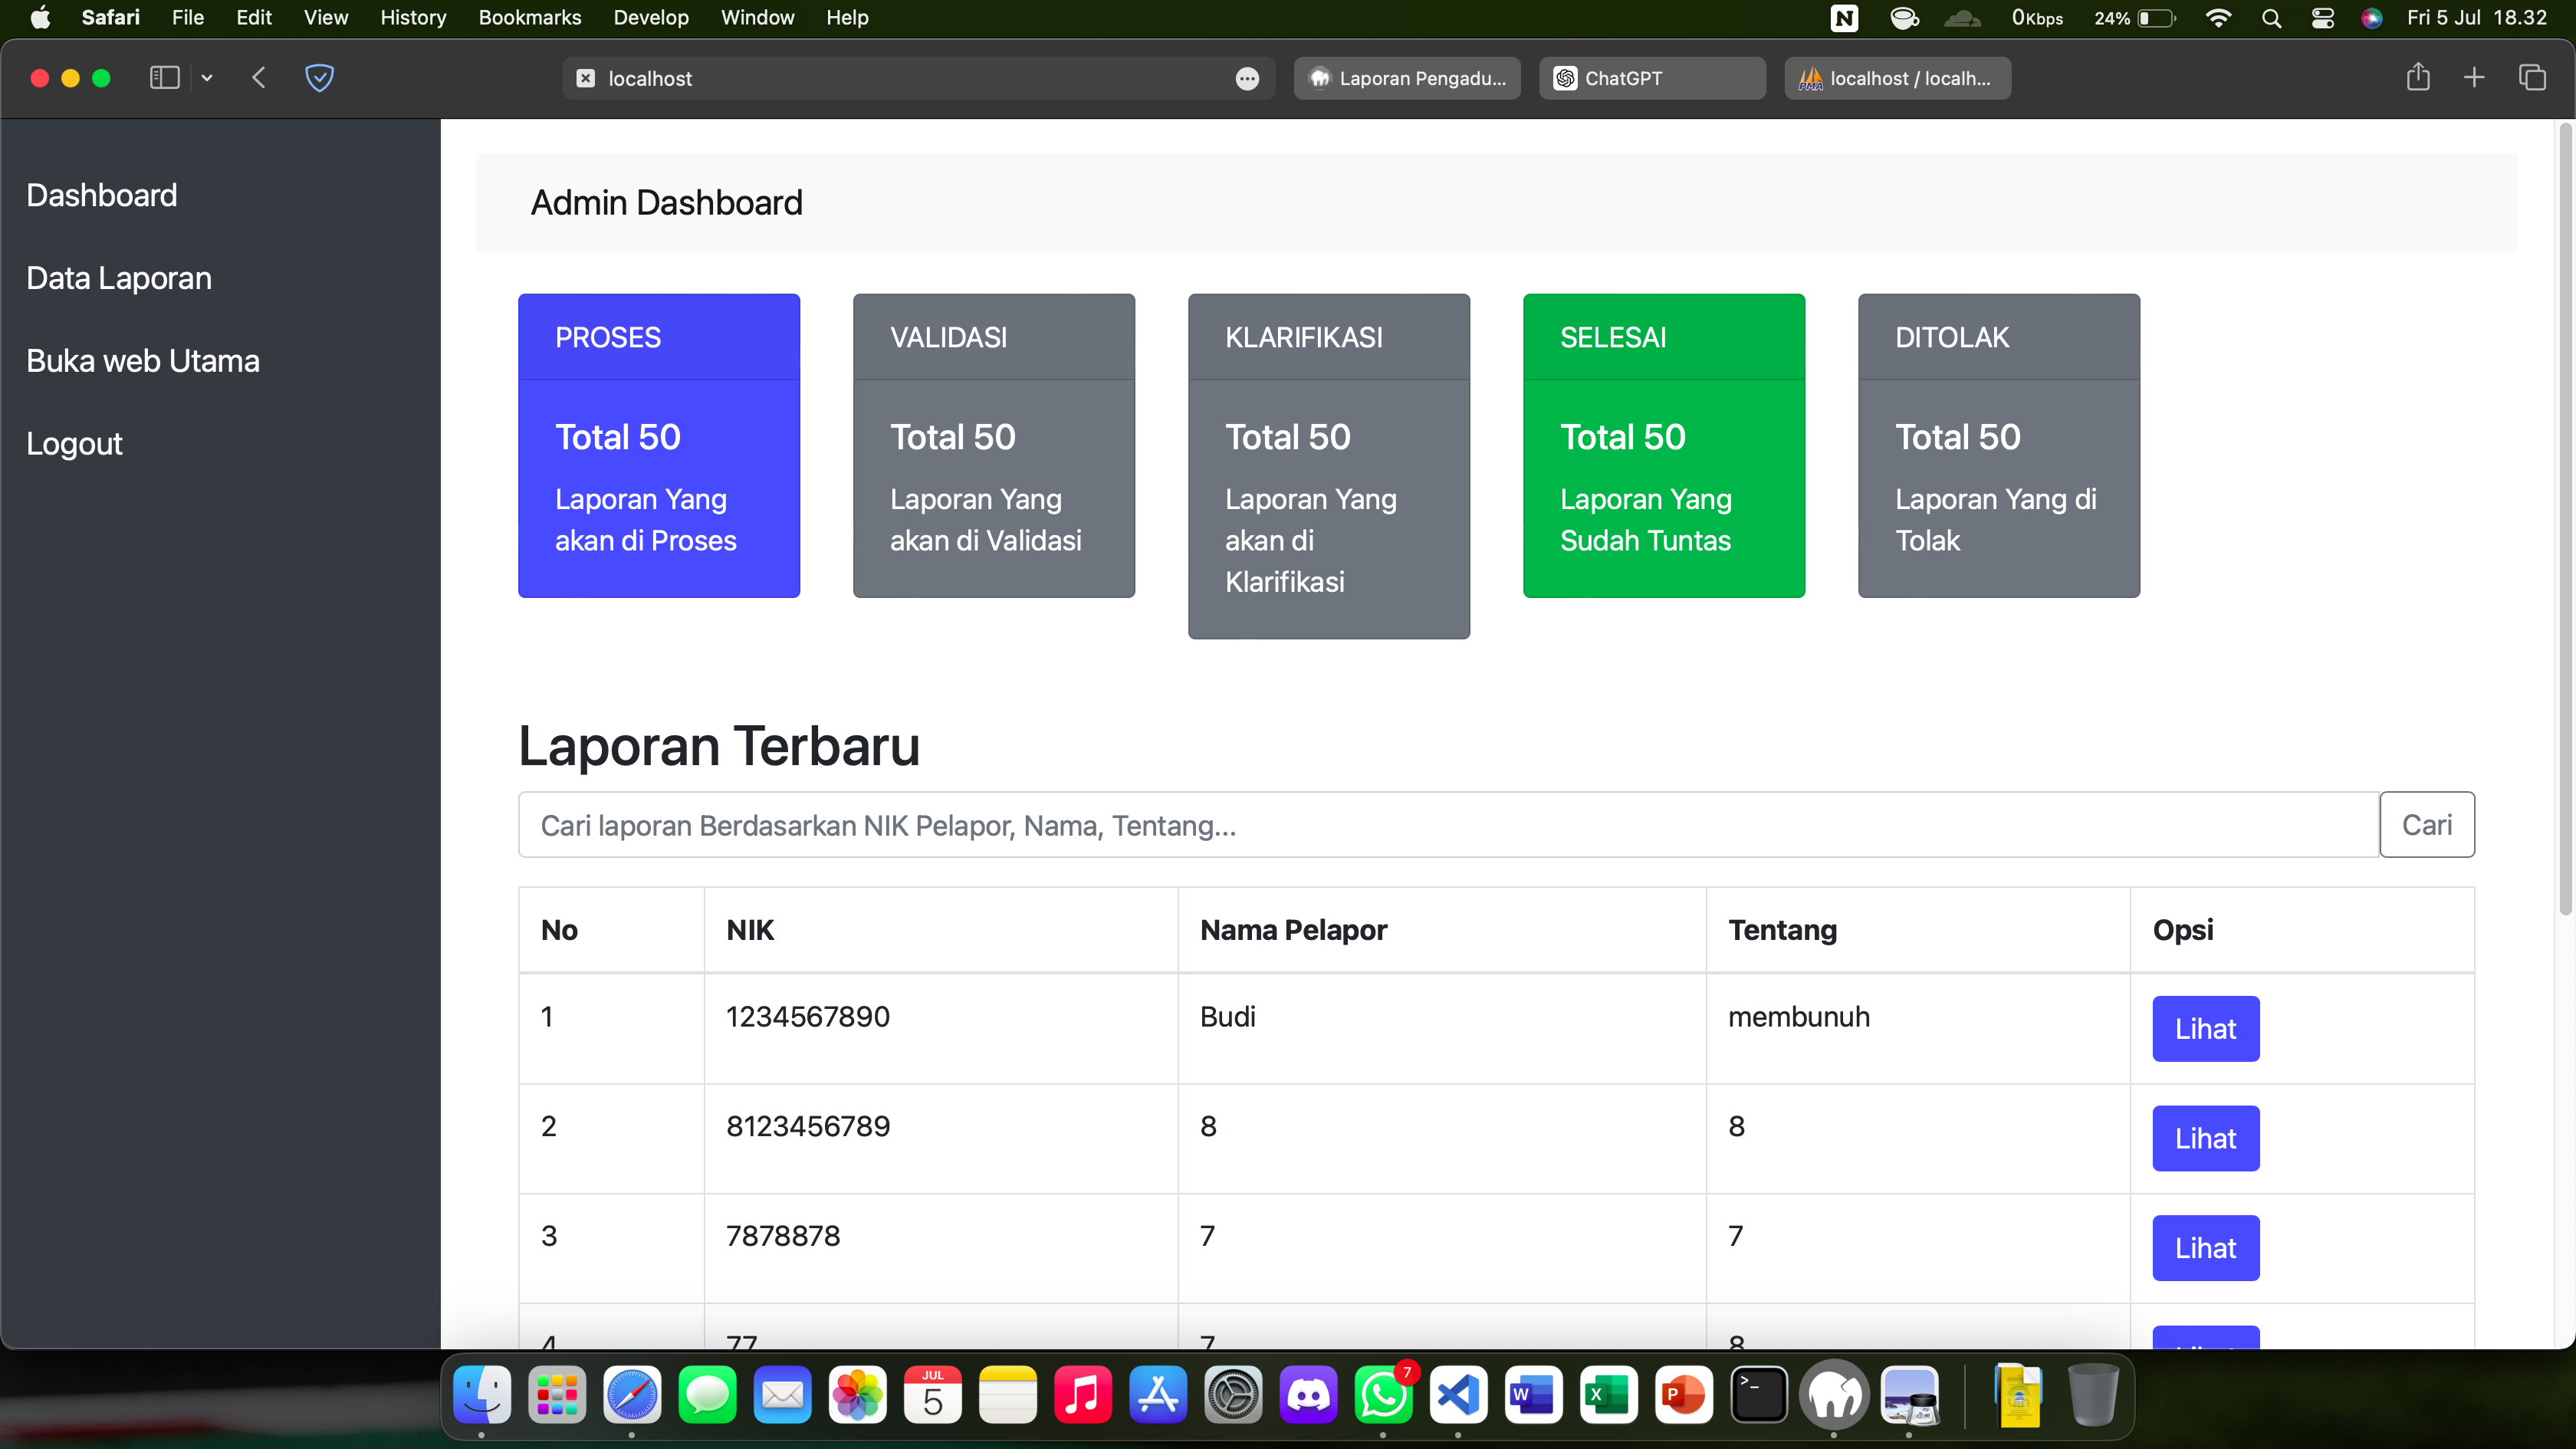 Safari File Edit View History Bookmarks Develop Window Help
N 0Kbps 24% Fri 5 Jul 18.32
localhost
Laporan Pengadu... ChatGPT PMA localhost / localh...
Dashboard
Data Laporan
Buka web Utama
Logout
Admin Dashboard
PROSES
Total 50
Laporan Yang
akan di Proses
VALIDASI
Total 50
Laporan Yang
akan di Validasi
KLARIFIKASI
Total 50
Laporan Yang
akan di
Klarifikasi
SELESAI
Total 50
Laporan Yang
Sudah Tuntas
DITOLAK
Total 50
Laporan Yang di
Tolak
Laporan Terbaru
Cari laporan Berdasarkan NIK Pelapor, Nama, Tentang... Cari
No NIK Nama Pelapor Tentang Opsi
1 1234567890 Budi membunuh Lihat
2 8123456789 8 8 Lihat
3 7878878 7 7 Lihat
4 77 7 8
JUL
5
7
W X P >_